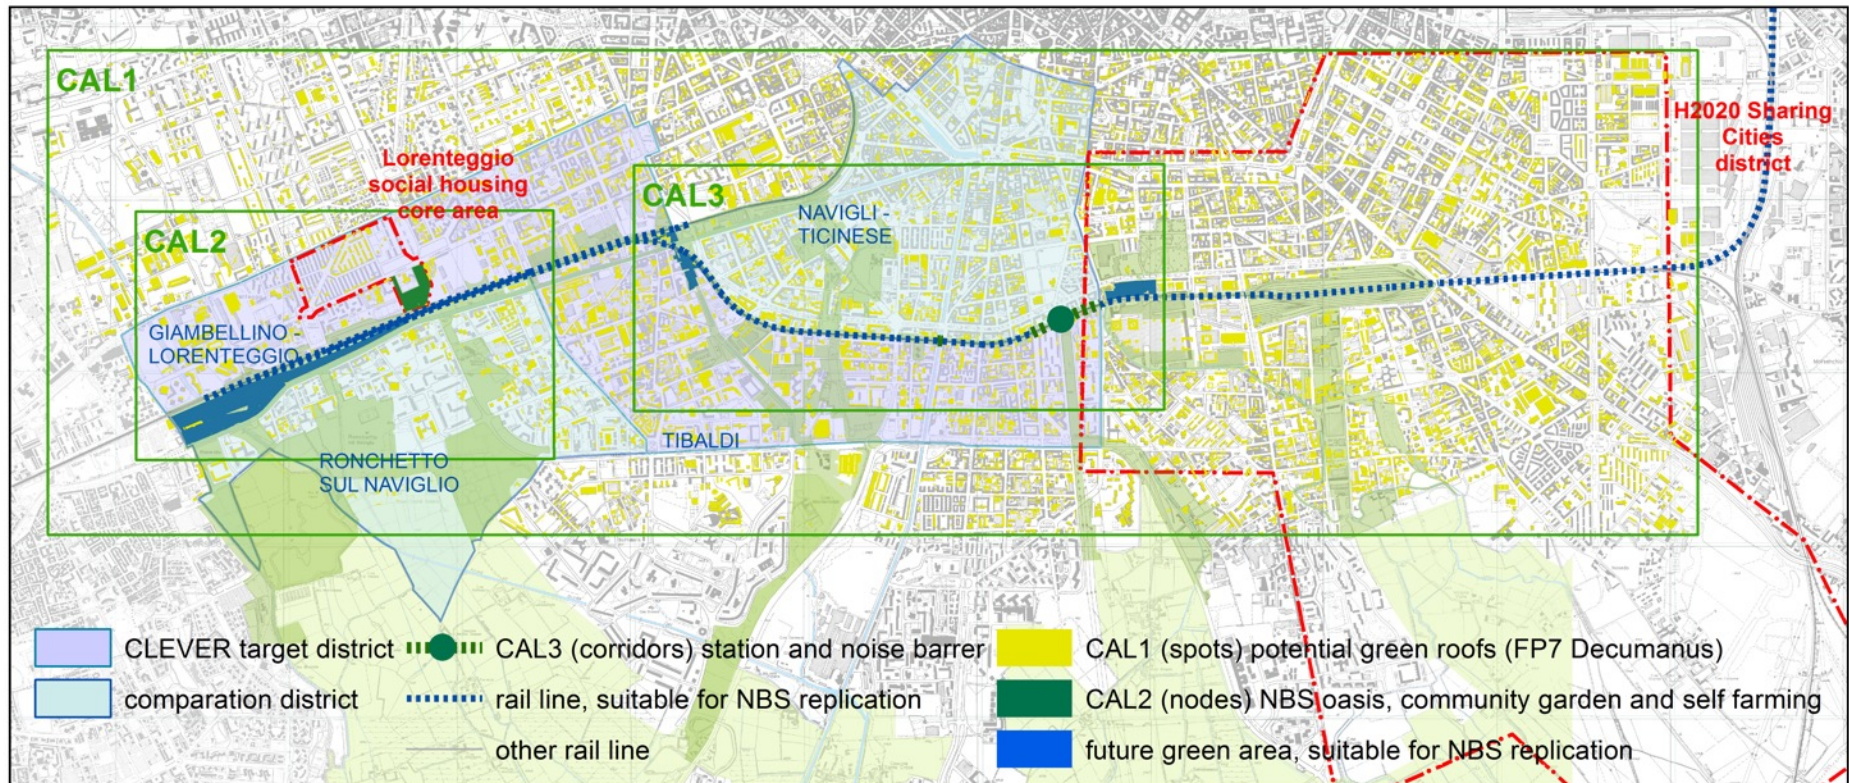 CAL1
H2020 Sharing
Cities
district
Lorenteggio
social housing
core area
CAL3
CAL2
NAVIGLI -
TICINESE
GIAMBELLINO -
LORENTEGGIO
TIBALDI
RONCHETTO
SUL NAVIGLIO
CLEVER target district
CAL3 (corridors) station and noise barrer
CAL1 (spots) potential green roofs (FP7 Decumanus)
comparation district
rail line, suitable for NBS replication
CAL2 (nodes) NBS oasis, community garden and self farming
other rail line
future green area, suitable for NBS replication